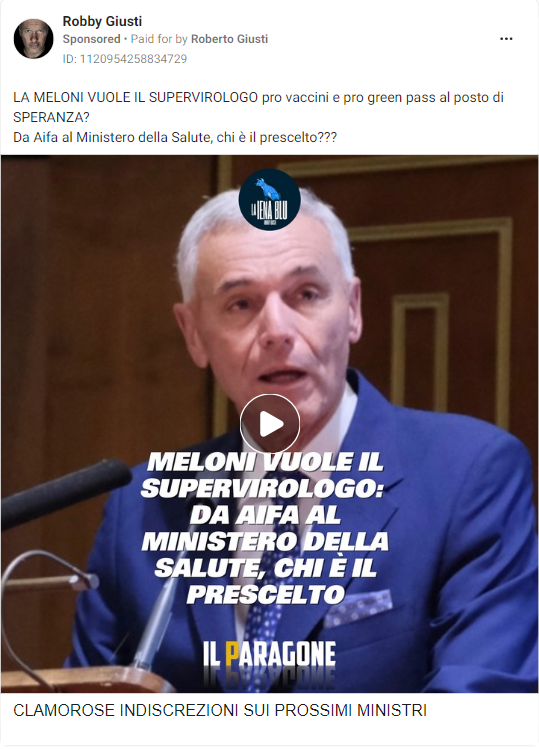 Robby Giusti
Sponsored • Paid for by Roberto Giusti
ID: 1120954258834729
LA MELONI VUOLE IL SUPERVIROLOGO pro vaccini e pro green pass al posto di
SPERANZA?
Da Aifa al Ministero della Salute, chi è il prescelto???
LA
IENA BLU
MELONI VUOLE IL
SUPERVIROLOGO:
DA AIFA AL
MINISTERO DELLA
SALUTE, CHI È IL
PRESCELTO
IL PARAGONE
CLAMOROSE INDISCREZIONI SUI PROSSIMI MINISTRI